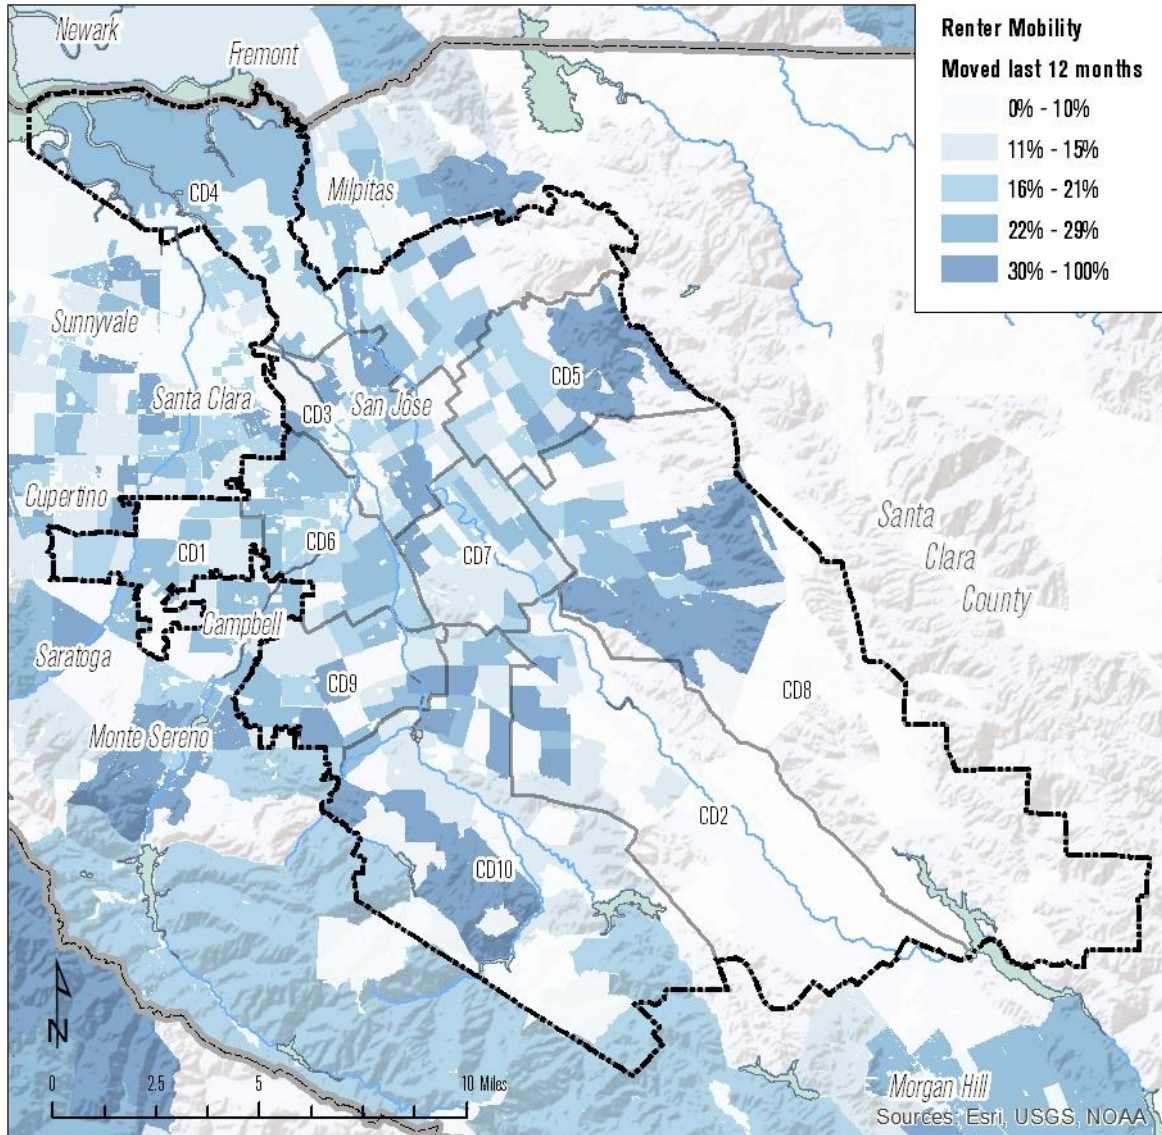 Newark
Fremont
Renter Mobility
Moved last 12 months
0% - 10%
11% - 15%
16% - 21%
22% - 29%
30% - 100%
CD4
Milpitas
Sunnyvale
CD5
Santa Clara
CD3
San Jose
Cupertino
Santa
Clara
County
CD1
CD6
CD7
Campbell
Saratoga
CD9
CD8
Monte Sereno
CD2
CD10
N
0 2.5 5 10 Miles
Morgan Hill
Sources: Esri, USGS, NOAA